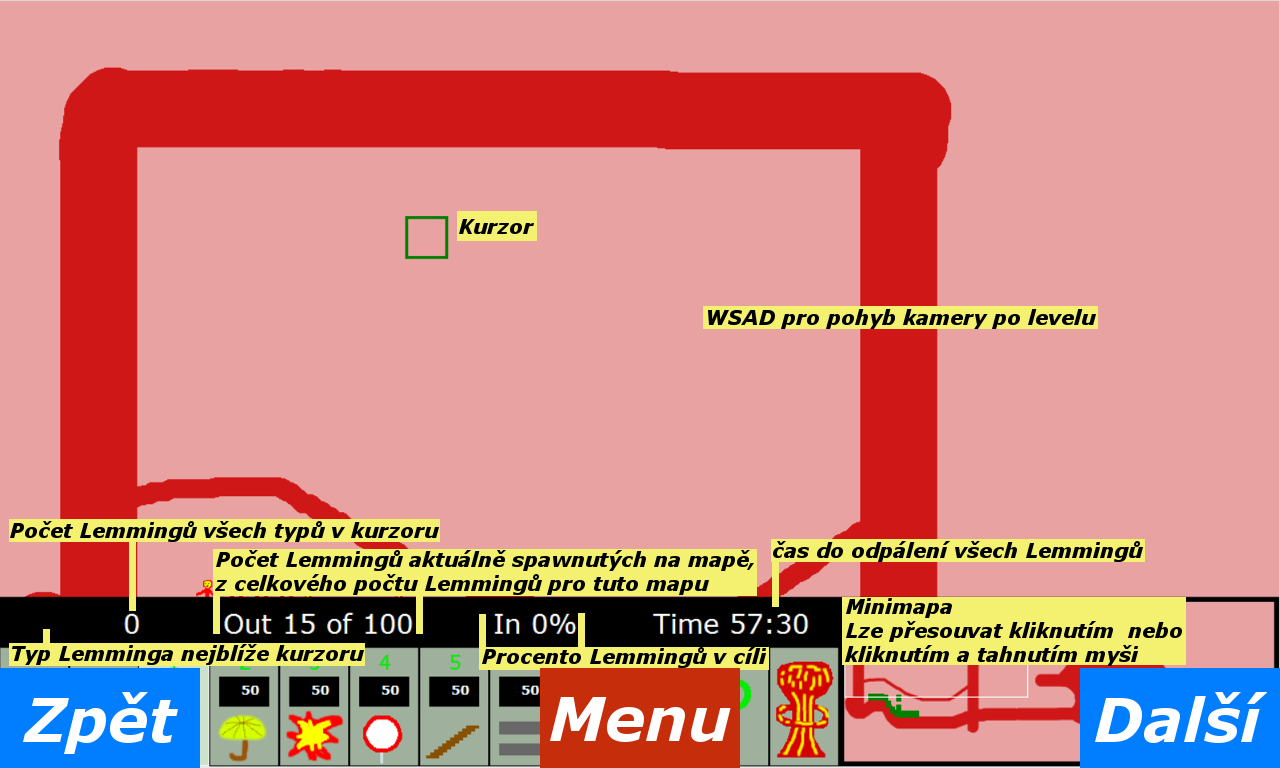 Kurzor
WSAD pro pohyb kamery po levelu
Počet Lemmingů všech typů v kurzoru
Počet Lemmingů aktuálně spawnutých na mapě,
z celkového počtu Lemmingů pro tuto mapu
čas do odpálení všech Lemmingů
0
Out 15 of 100
In 0%
Time 57:30
Minimapa
Lze přesouvat kliknutím  nebo
kliknutím a tahnutím myši
Typ Lemminga nejblíže kurzoru
Procento Lemmingů v cíli
4
5
50
50
50
50
50
Zpět
Menu
Další